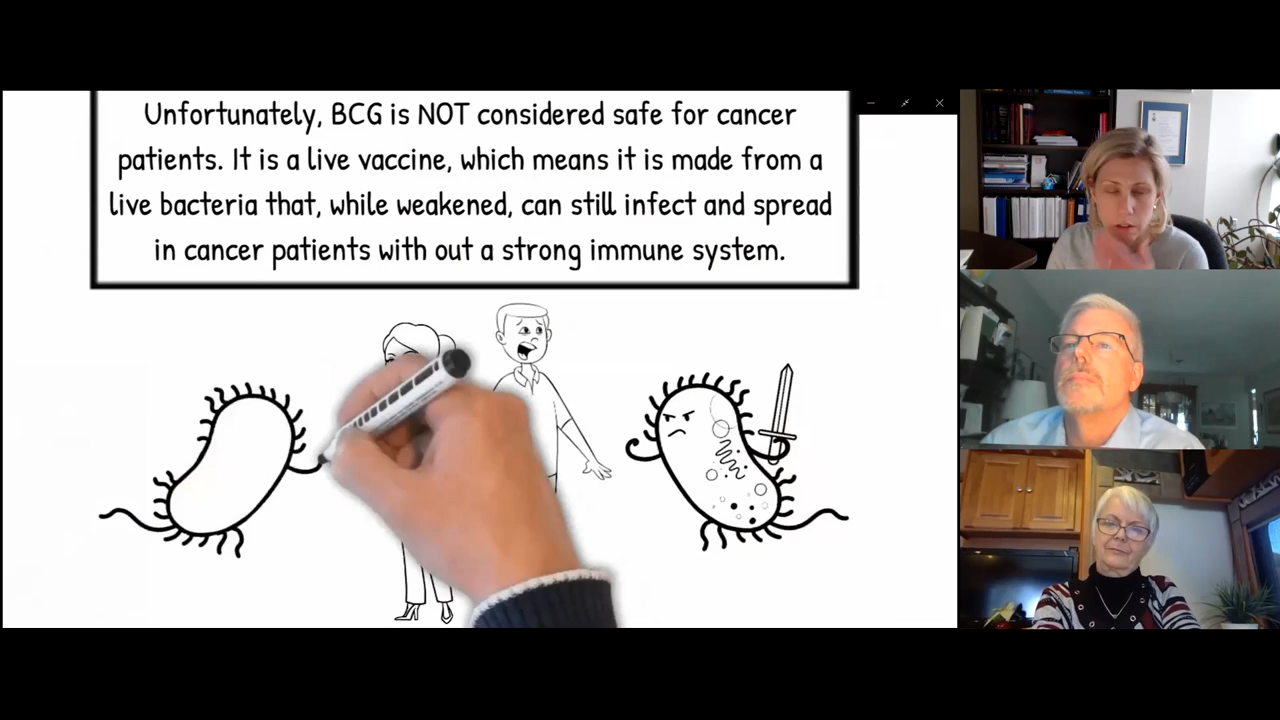 Unfortunately, BCG is NOT considered safe for cancer
patients. It is a live vaccine, which means it is made from a
live bacteria that, while weakened, can still infect and spread
in cancer patients with out a strong immune system.